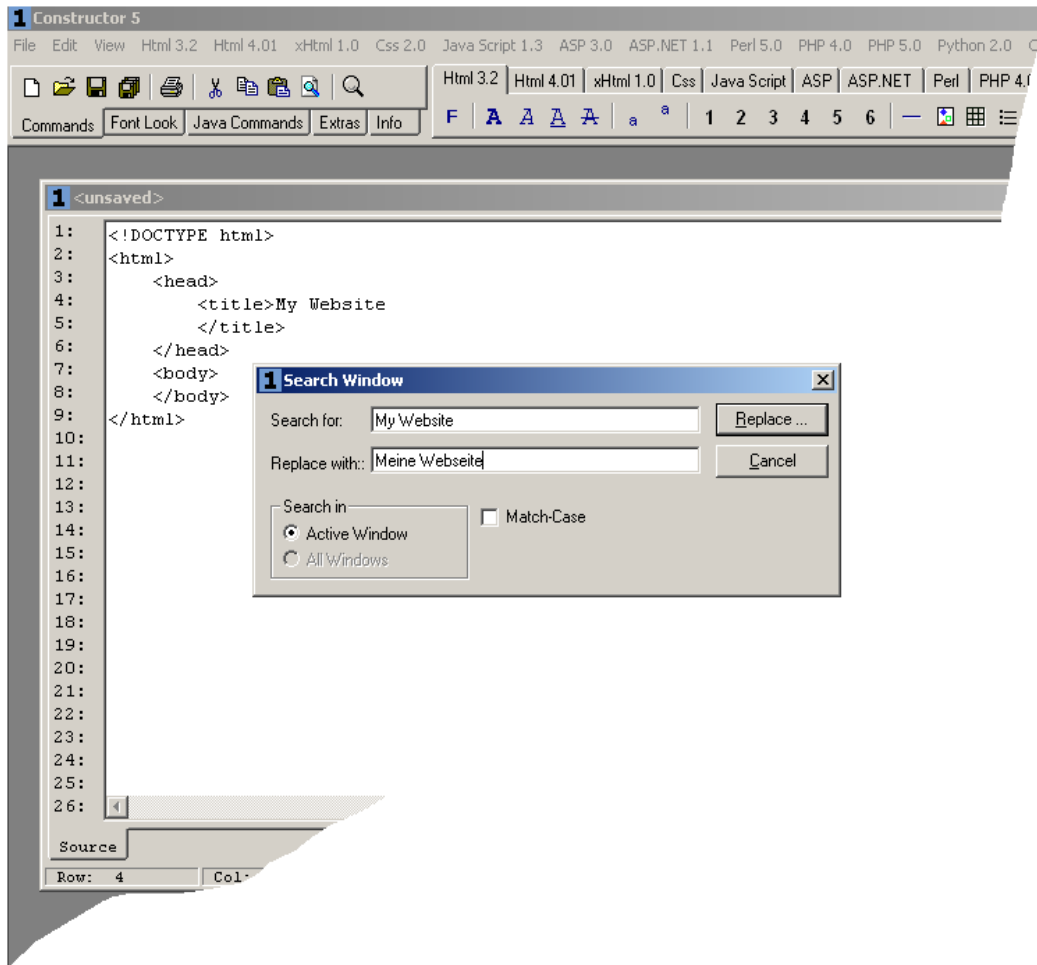 1 Constructor 5
File Edit View Html 3.2 Html 4.01 xHtml 1.0 Css 2.0 Java Script 1.3 ASP 3.0 ASP.NET 1.1 Perl 5.0 PHP 4.0 PHP 5.0 Python 2.0
Html 3.2 Html 4.01 xHtml 1.0 Css Java Script ASP ASP.NET Perl PHP 4.0
Commands Font Look Java Commands Extras Info
F A A A A a a 1 2 3 4 5 6
1 <unsaved>
1: <!DOCTYPE html>
2: <html>
3: <head>
4: <title>My Website
5: </title>
6: </head>
7: <body>
8: </body>
9: </html>
10:
11:
12:
13:
14:
15:
16:
17:
18:
19:
20:
21:
22:
23:
24:
25:
26:
1 Search Window
Search for: My Website Replace ...
Replace with:: Meine Webseite Cancel
Search in
Match-Case
Active Window
All Windows
Source
Row: 4 Col: